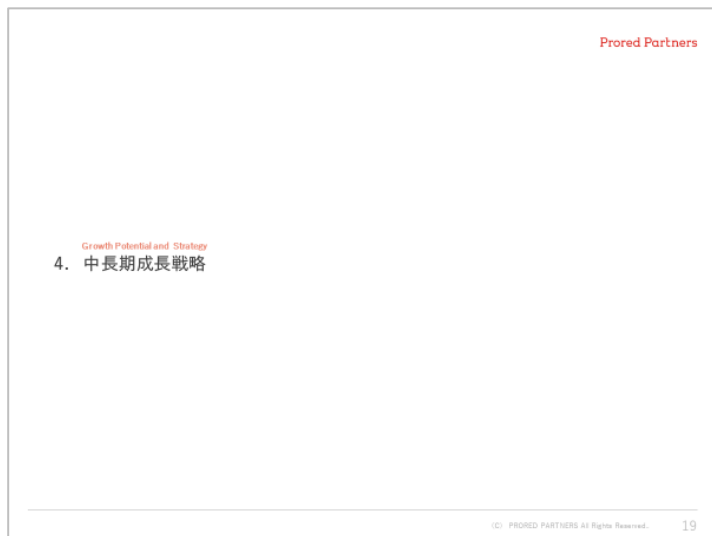 Prored Partners
Growth Potential and Strategy
4. 中長期成長戦略
(C) PRORED PARTNERS All Rights Reserved. 19